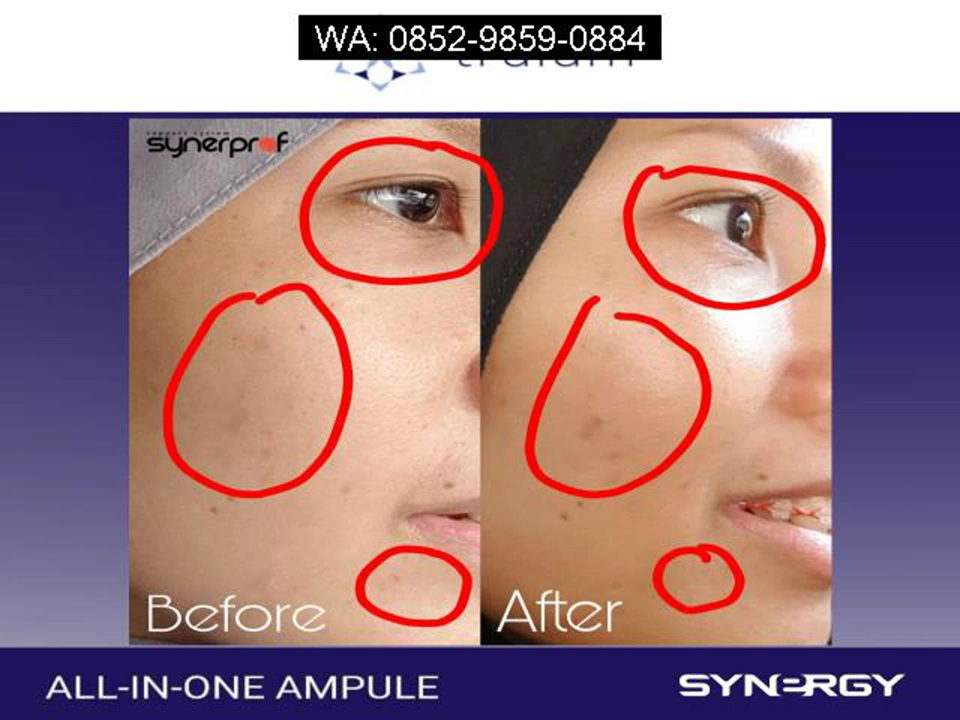 WA: 0852-9859-0884
synerprof
Before
After
ALL-IN-ONE AMPULE
SYNERGY